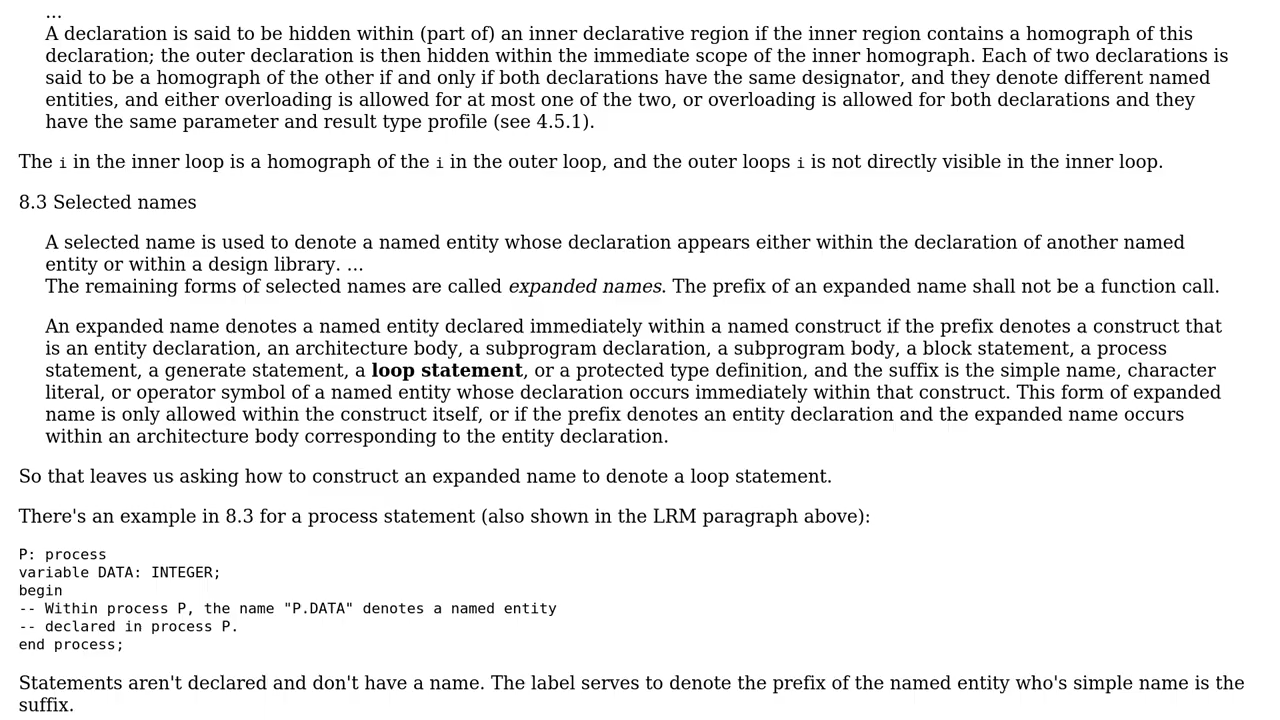 ...
A declaration is said to be hidden within (part of) an inner declarative region if the inner region contains a homograph of this
declaration; the outer declaration is then hidden within the immediate scope of the inner homograph. Each of two declarations is
said to be a homograph of the other if and only if both declarations have the same designator, and they denote different named
entities, and either overloading is allowed for at most one of the two, or overloading is allowed for both declarations and they
have the same parameter and result type profile (see 4.5.1).
The i in the inner loop is a homograph of the i in the outer loop, and the outer loops i is not directly visible in the inner loop.
8.3 Selected names
A selected name is used to denote a named entity whose declaration appears either within the declaration of another named
entity or within a design library. ...
The remaining forms of selected names are called expanded names. The prefix of an expanded name shall not be a function call.
An expanded name denotes a named entity declared immediately within a named construct if the prefix denotes a construct that
is an entity declaration, an architecture body, a subprogram declaration, a subprogram body, a block statement, a process
statement, a generate statement, a loop statement, or a protected type definition, and the suffix is the simple name, character
literal, or operator symbol of a named entity whose declaration occurs immediately within that construct. This form of expanded
name is only allowed within the construct itself, or if the prefix denotes an entity declaration and the expanded name occurs
within an architecture body corresponding to the entity declaration.
So that leaves us asking how to construct an expanded name to denote a loop statement.
There's an example in 8.3 for a process statement (also shown in the LRM paragraph above):
P: process
variable DATA: INTEGER;
begin
-- Within process P, the name "P.DATA" denotes a named entity
-- declared in process P.
end process;
Statements aren't declared and don't have a name. The label serves to denote the prefix of the named entity who's simple name is the
suffix.